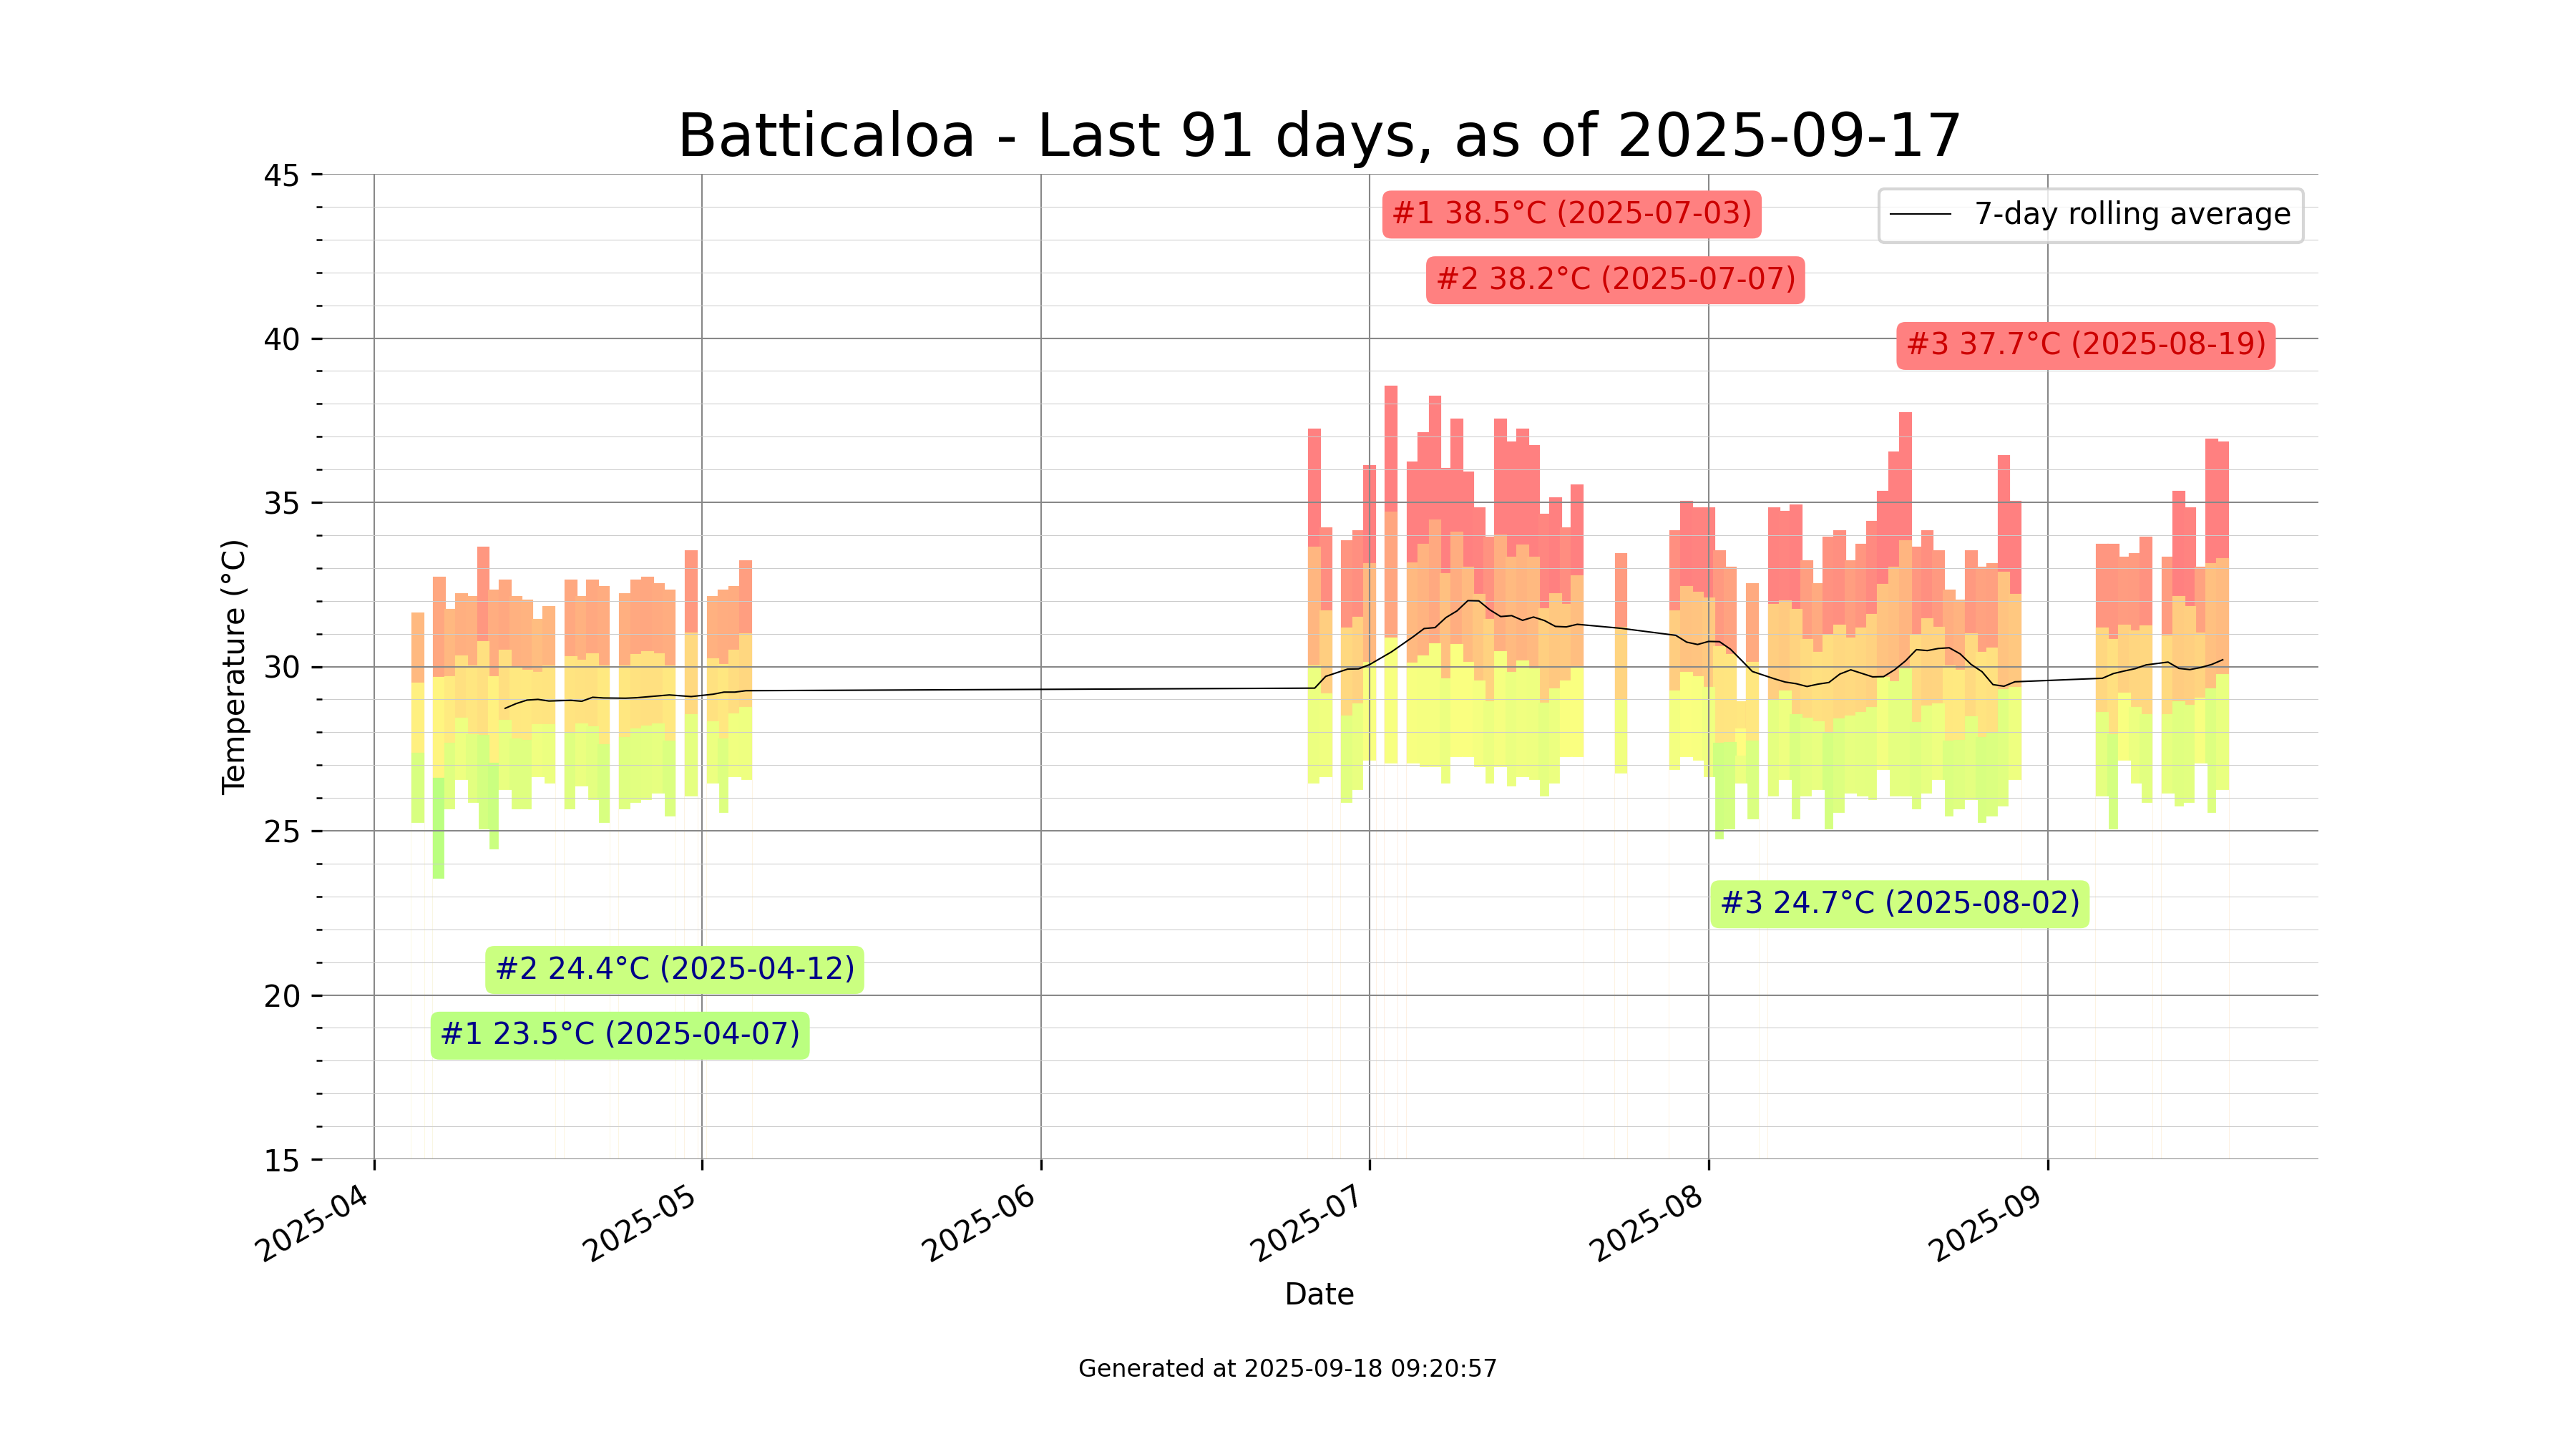 Batticaloa - Last 91 days, as of 2025-09-17
45
#1 38.5°C (2025-07-03)
7-day rolling average
#2 38.2°C (2025-07-07)
40
#3 37.7°C (2025-08-19)
35
Temperature (°C)
30
25
#3 24.7°C (2025-08-02)
#2 24.4°C (2025-04-12)
20
#1 23.5°C (2025-04-07)
15
2025-04
2025-05
2025-06
2025-07
2025-08
2025-09
Date
Generated at 2025-09-18 09:20:57